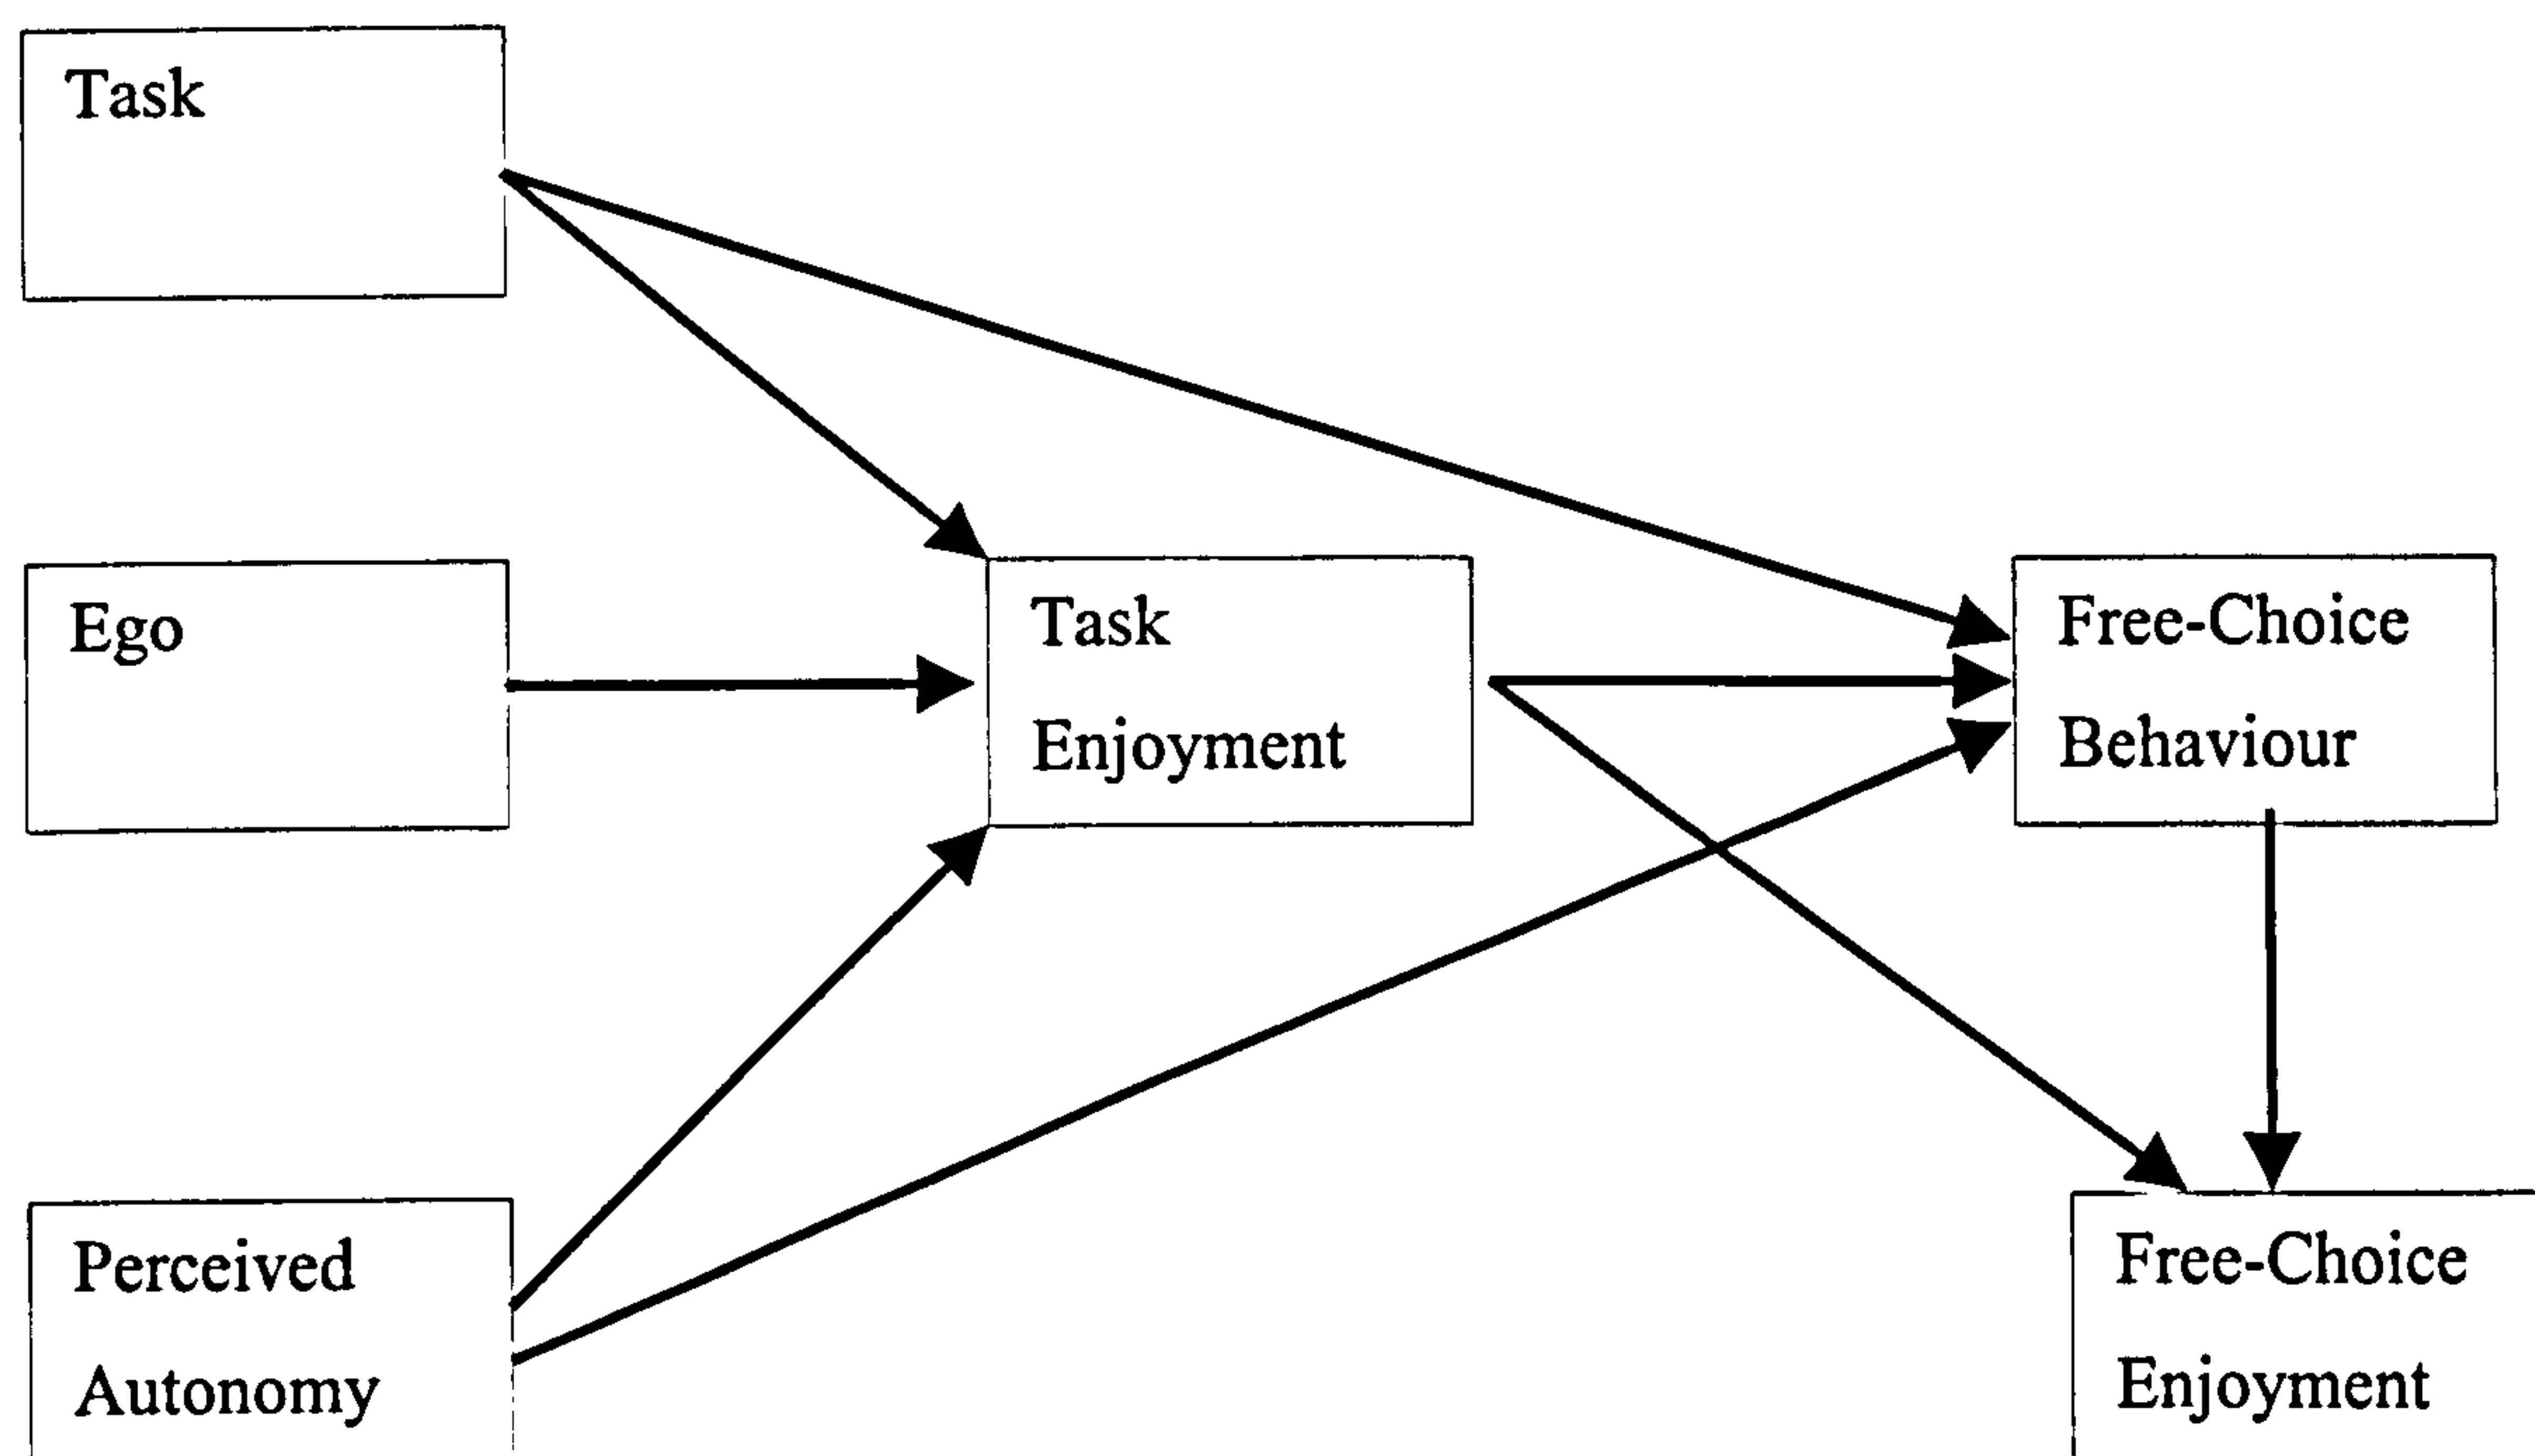 Task
Ego
Task
Enjoyment
Free-Choice
Behaviour
Perceived
Autonomy
Free-Choice
Enjoyment